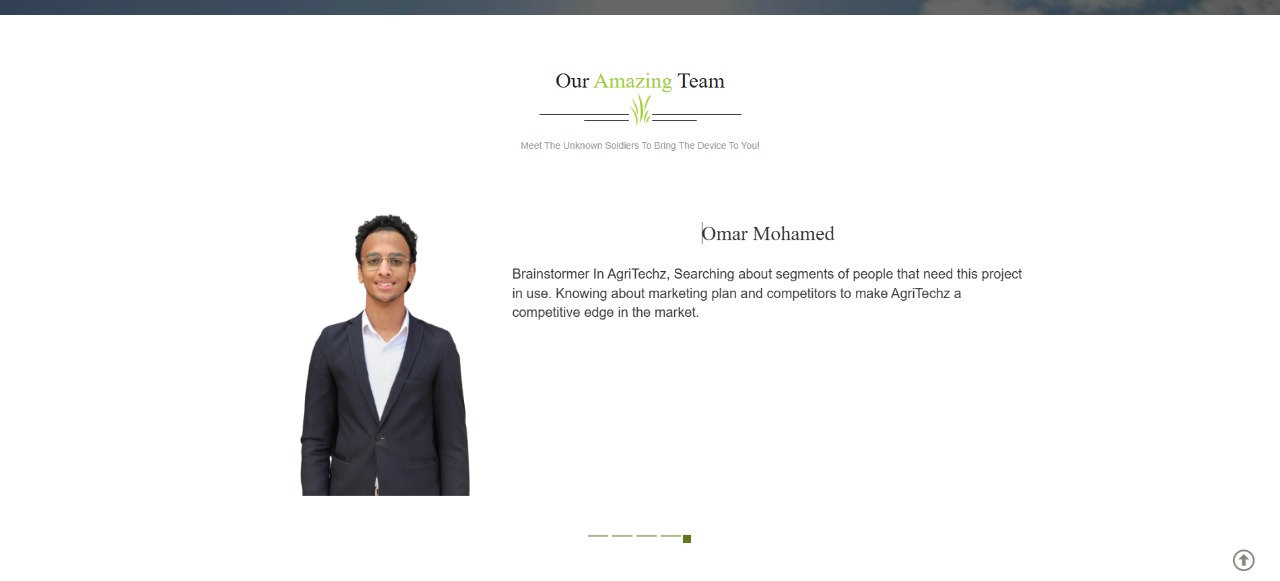 Our Amazing Team
Meet The Unknown Soldiers To Bring The Device To You!
Omar Mohamed
Brainstormer In AgriTechz, Searching about segments of people that need this project
in use. Knowing about marketing plan and competitors to make AgriTechz a
competitive edge in the market.